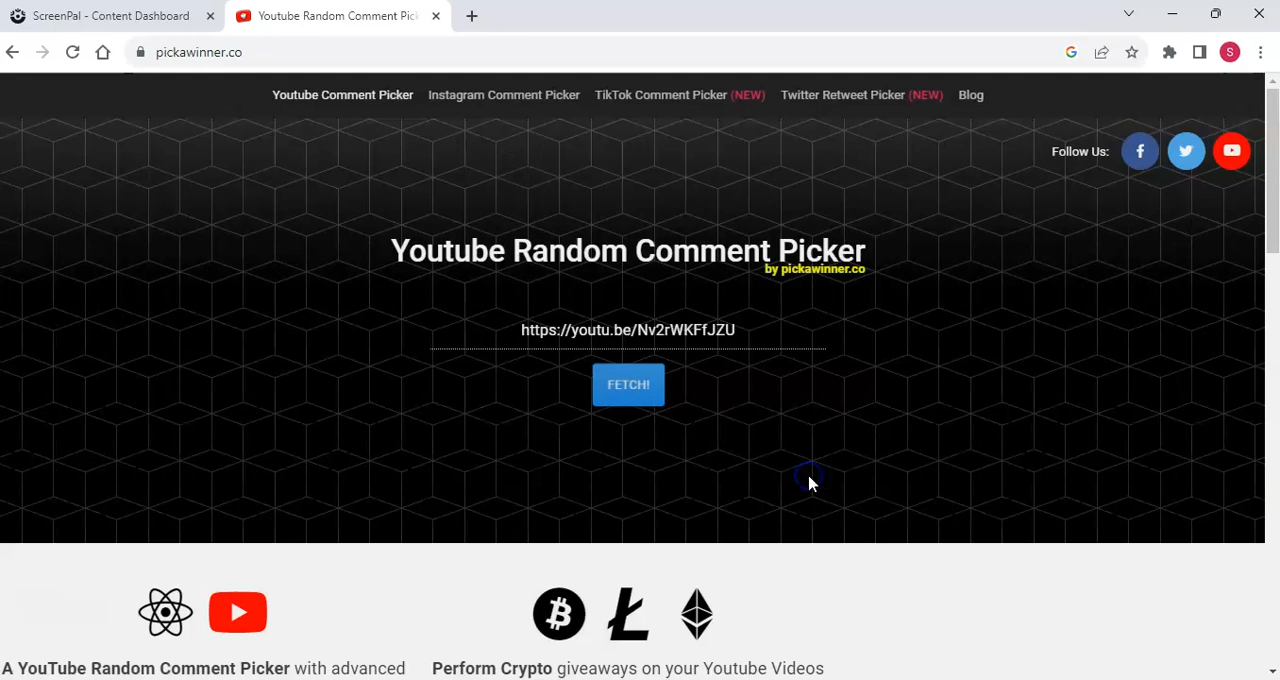 ScreenPal - Content Dashboard
Youtube Random Comment Pic
pickawinner.co
S
Youtube Comment Picker Instagram Comment Picker TikTok Comment Picker (NEW) Twitter Retweet Picker (NEW) Blog
Follow Us:
Youtube Random Comment Picker
by pickawinner.co
https://youtu.be/Nv2rWKFfJZU
FETCH!
A YouTube Random Comment Picker with advanced
Perform Crypto giveaways on your Youtube Videos